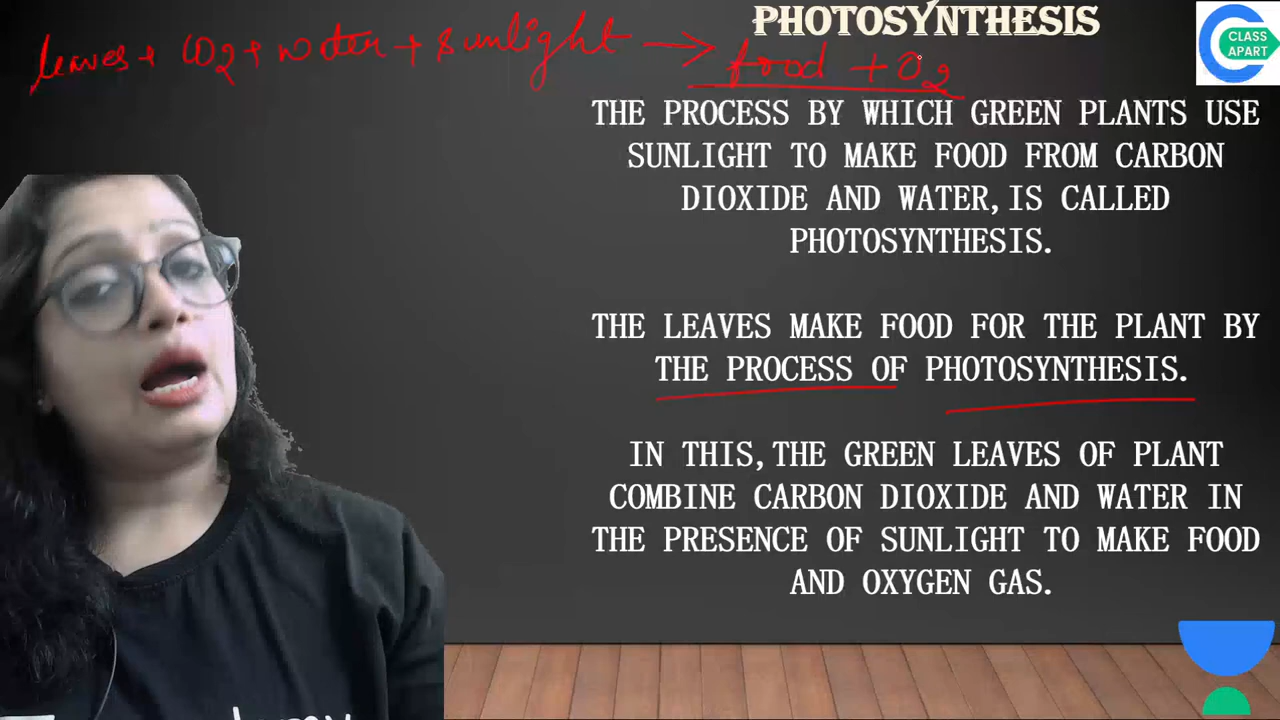 PHOTOSYNTHESIS
CLASS
APART
leaves + CO2 + water + sunlight → food + O2
THE PROCESS BY WHICH GREEN PLANTS USE
SUNLIGHT TO MAKE FOOD FROM CARBON
DIOXIDE AND WATER,IS CALLED
PHOTOSYNTHESIS.
THE LEAVES MAKE FOOD FOR THE PLANT BY
THE PROCESS OF PHOTOSYNTHESIS.
IN THIS,THE GREEN LEAVES OF PLANT
COMBINE CARBON DIOXIDE AND WATER IN
THE PRESENCE OF SUNLIGHT TO MAKE FOOD
AND OXYGEN GAS.